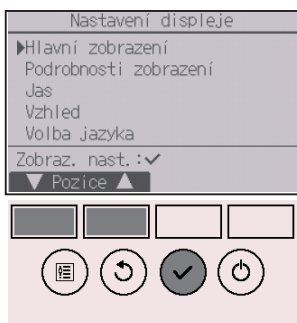 Nastavení displeje
▶Hlavní zobrazení
Podrobnosti zobrazení
Jas
Vzhled
Volba jazyka
Zobraz. nast.:✓
▼ Pozice ▲